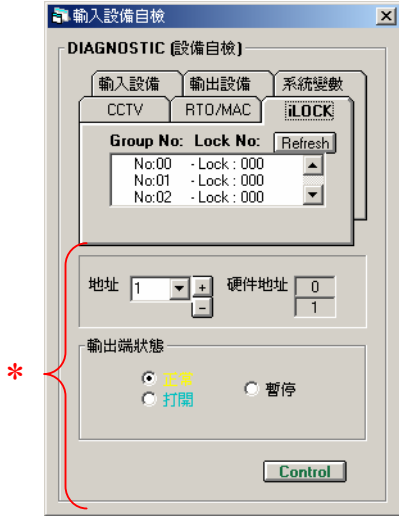 輸入設備自檢
DIAGNOSTIC (設備自檢)
輸入設備 輸出設備 系統變數
CCTV RTO/MAC iLOCK
Group No: Lock No: Refresh
No:00 - Lock : 000
No:01 - Lock : 000
No:02 - Lock : 000
地址 1 + 硬件地址 0
- 1
輸出端狀態
* 正常 暫停
打開
Control